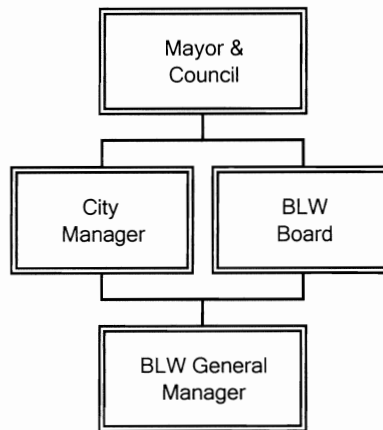 Mayor &
Council
City
Manager
BLW
Board
BLW General
Manager